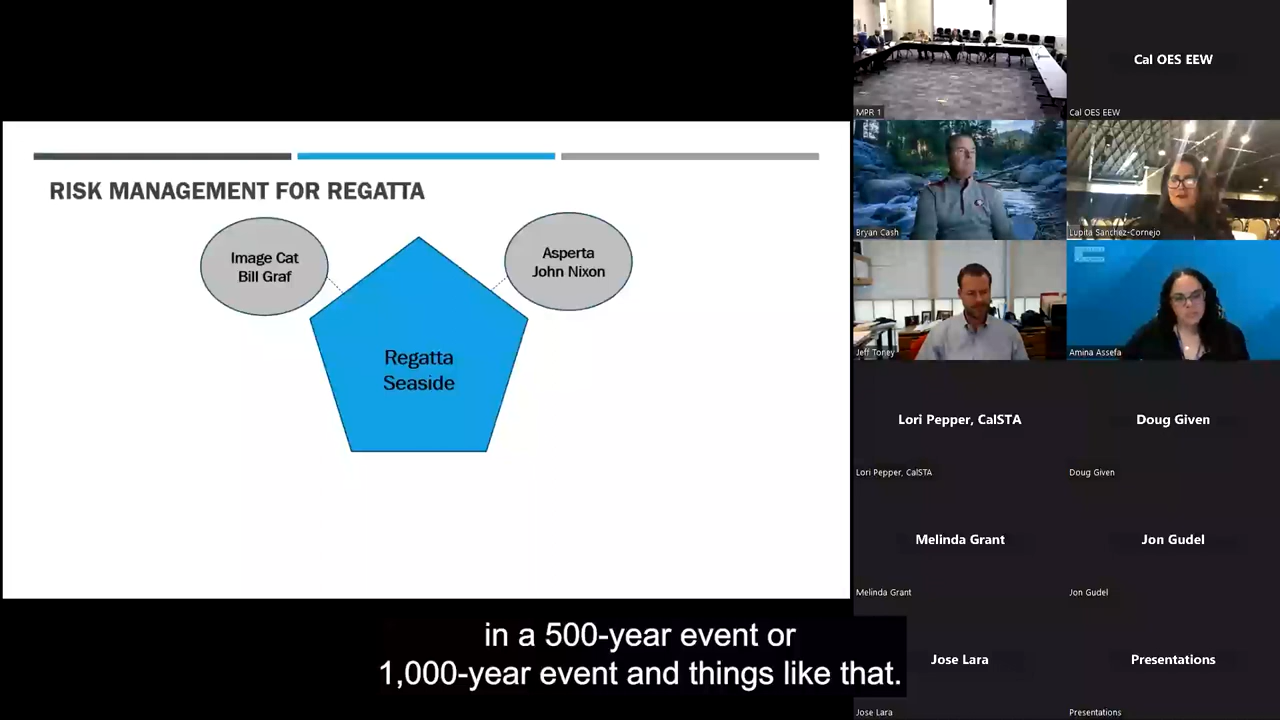 RISK MANAGEMENT FOR REGATTA
Image Cat
Bill Graf
Asperta
John Nixon
Regatta
Seaside
in a 500-year event or
1,000-year event and things like that.
MPR 1
Cal OES EEW
Cal OES EEW
Bryan Cash
Lupita Sanchez-Cornejo
Jeff Toney
Amina Assefa
Lori Pepper, CalSTA
Lori Pepper, CalSTA
Doug Given
Doug Given
Melinda Grant
Melinda Grant
Jon Gudel
Jon Gudel
Jose Lara
Jose Lara
Presentations
Presentations